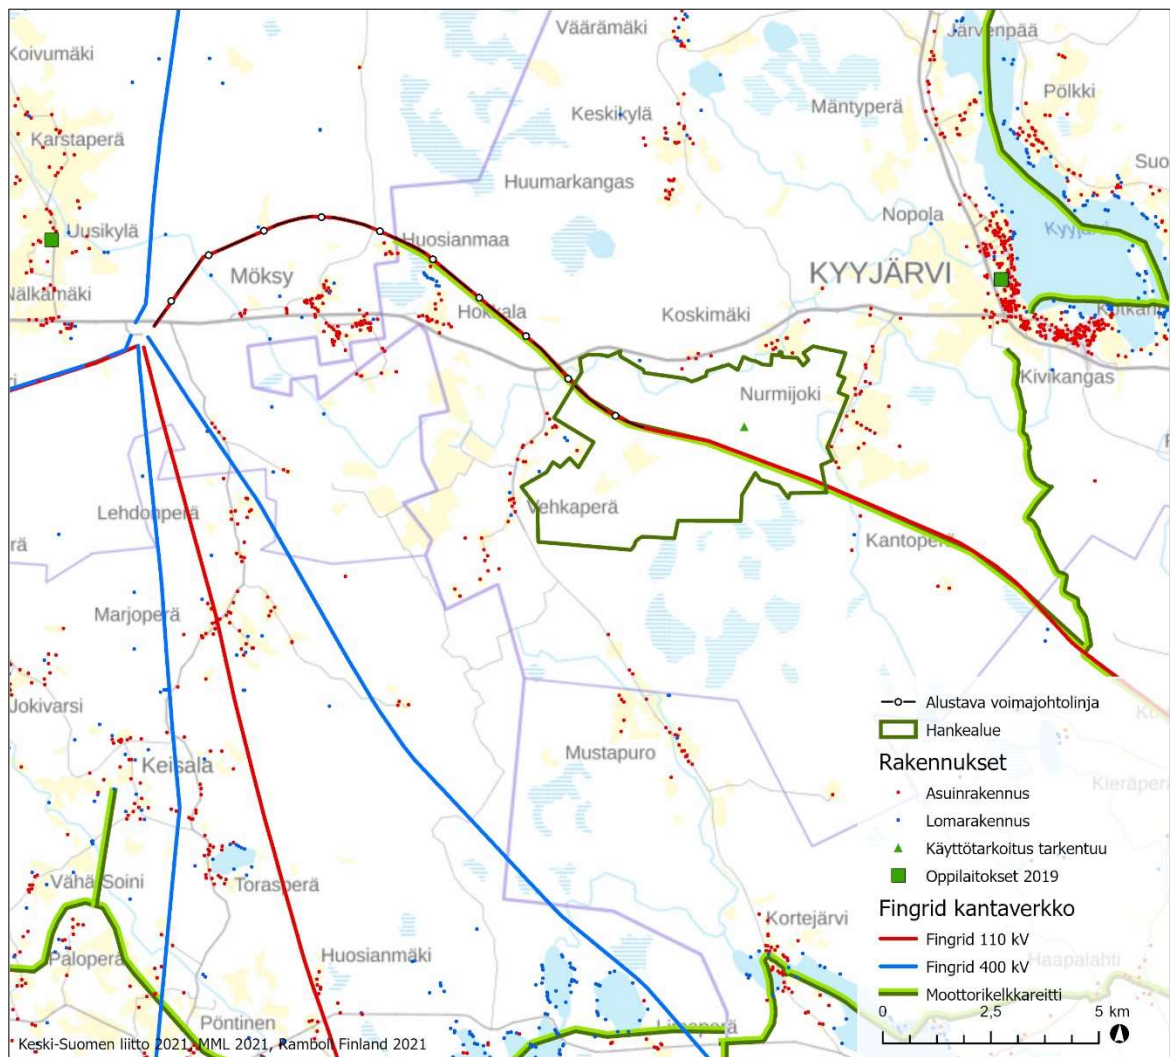 Koivumäki
Väärämäki
Järvenpää
Pölkki
Karstaperä
Keskikylä
Mäntyperä
Suo
Huumarkangas
Nopola
Uusikylä
Huosianmaa
Kyyjärvi
Nälkämäki
Möksy
KYYJÄRVI
Hokkala
Koskimäki
Kivikangas
Nurmijoki
Lehdonperä
Vehkaperä
Kantoperä
Marjoperä
Jokivarsi
Mustapuro
Keisala
Vähä Soini
Torasperä
Kortejärvi
Paloperä
Huosianmäki
Haapalahti
Pöntinen
Keski-Suomen liitto 2021, MML 2021, Ramboll Finland 2021
Alustava voimajohtolinja
Hankealue
Rakennukset
Asuinrakennus
Lomarakennus
Käyttötarkoitus tarkentuu
Oppilaitokset 2019
Fingrid kantaverkko
Fingrid 110 kV
Fingrid 400 kV
Moottorikelkkareitti
0 2,5 5 km